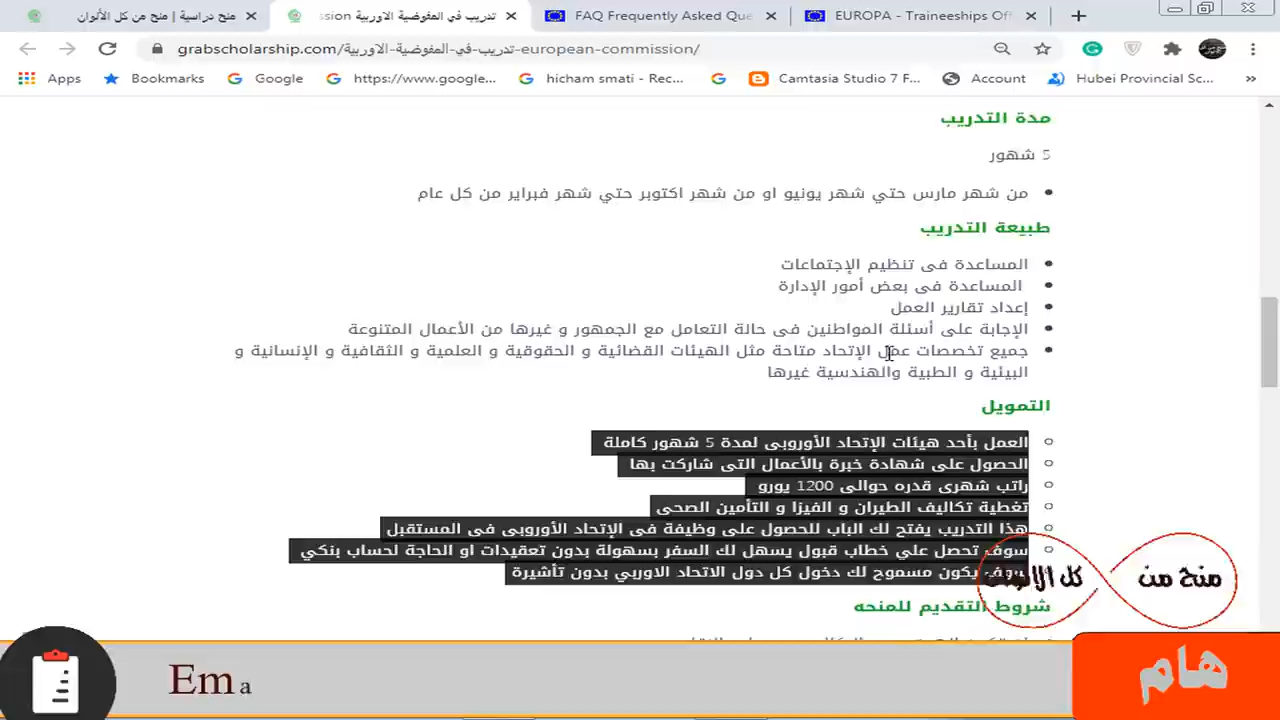 منح دراسية | منح من كل الألوان
تدريب في المفوضية الاوربية ssion
FAQ Frequently Asked Que
EUROPA - Traineeships Off
grabscholarship.com/تدريب-في-المفوضية-الاوربية-european-commission/
Apps
Bookmarks
Google
https://www.google...
hicham smati - Rec...
Camtasia Studio 7 F...
Account
Hubei Provincial Sc...
»
مدة التدريب
5 شهور
من شهر مارس حتي شهر يونيو او من شهر اكتوبر حتي شهر فبراير من كل عام
طبيعة التدريب
المساعدة فى تنظيم الإجتماعات
المساعدة فى بعض أمور الإدارة
إعداد تقارير العمل
الإجابة على أسئلة المواطنين فى حالة التعامل مع الجمهور و غيرها من الأعمال المتنوعة
جميع تخصصات عمل الإتحاد متاحة مثل الهيئات القضائية و الحقوقية و العلمية و الثقافية و الإنسانية و
البيئية و الطبية والهندسية غيرها
التمويل
العمل بأحد هيئات الإتحاد الأوروبى لمدة 5 شهور كاملة
الحصول على شهادة خبرة بالأعمال التى شاركت بها
راتب شهرى قدره حوالى 1200 يورو
تغطية تكاليف الطيران و الفيزا و التأمين الصحى
هذا التدريب يفتح لك الباب للحصول على وظيفة فى الإتحاد الأوروبى فى المستقبل
سوف تحصل علي خطاب قبول يسهل لك السفر بسهولة بدون تعقيدات او الحاجة لحساب بنكي
سوف يكون مسموح لك دخول كل دول الاتحاد الاوربي بدون تأشيرة
منح من كل الالوان
شروط التقديم للمنحه
هام
Em a